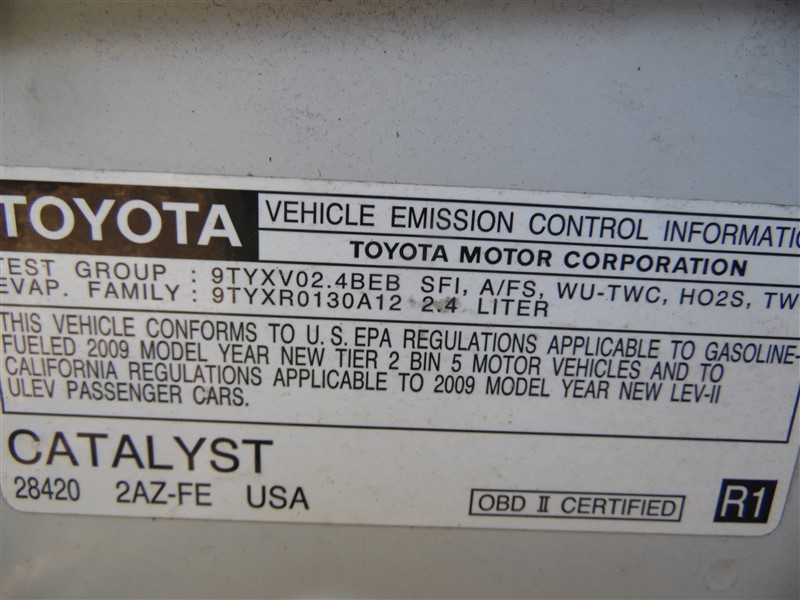 TOYOTA
VEHICLE EMISSION CONTROL
TOYOTA MOTOR CORPORATION
TEST GROUP : 9TYXV02.4BEB SFI, A/FS, WU-TWC, HO2S,
EVAP. FAMILY : 9TYXR0130A12 2.4 LITER
THIS VEHICLE CONFORMS TO U.S. EPA REGULATIONS APPLICABLE TO GASOLINE-
FUELED 2009 MODEL YEAR NEW TIER 2 BIN 5 MOTOR VEHICLES AND TO
CALIFORNIA REGULATIONS APPLICABLE TO 2009 MODEL YEAR NEW LEV-II
ULEV PASSENGER CARS.
CATALYST
28420 2AZ-FE USA
OBD II CERTIFIED
R1